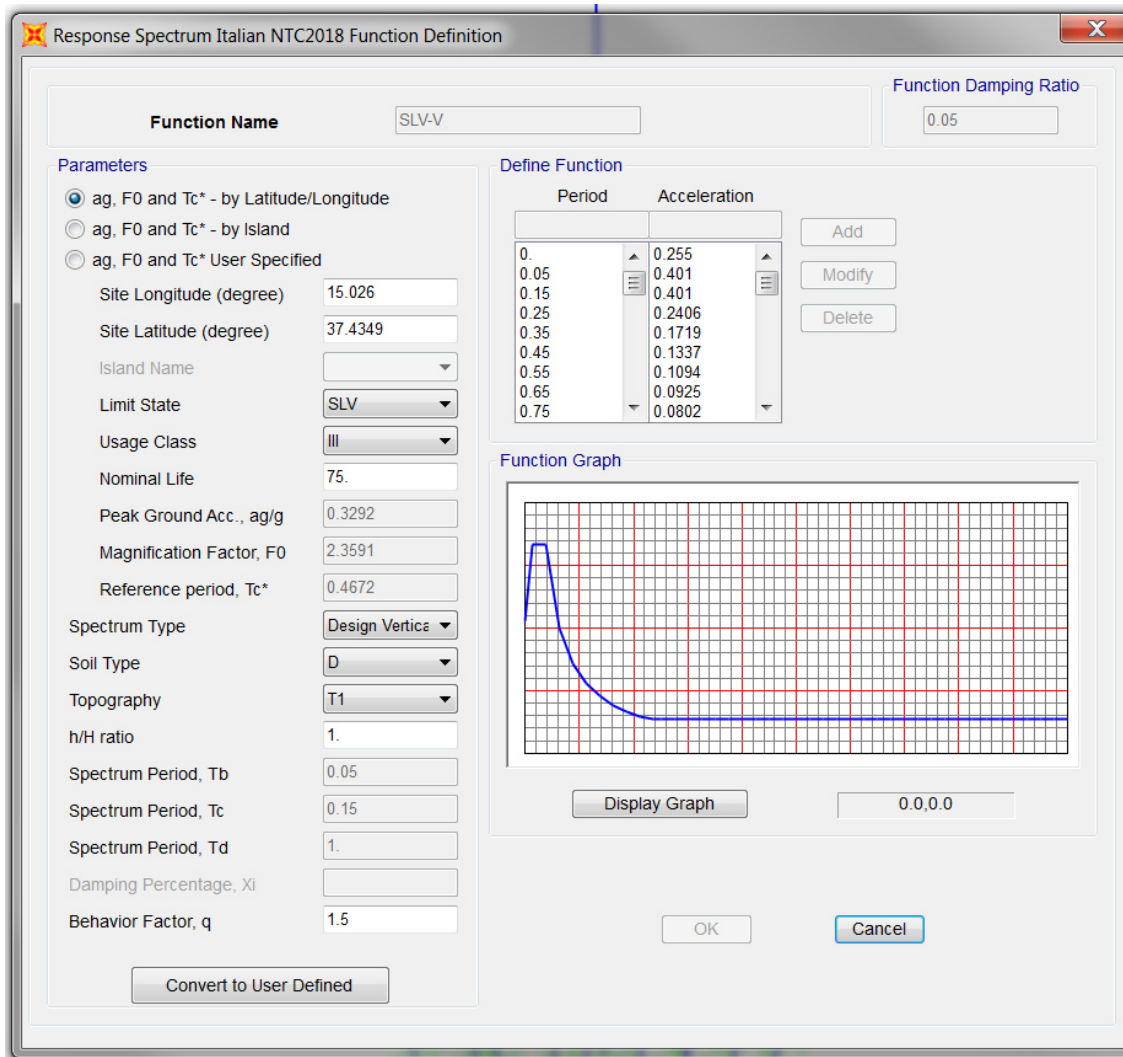 Response Spectrum Italian NTC2018 Function Definition
X
Function Name
SLV-V
Function Damping Ratio
0.05
Parameters
ag, F0 and Tc* - by Latitude/Longitude
ag, F0 and Tc* - by Island
ag, F0 and Tc* User Specified
Site Longitude (degree) 15.026
Site Latitude (degree) 37.4349
Island Name
Limit State SLV
Usage Class III
Nominal Life 75.
Peak Ground Acc., ag/g 0.3292
Magnification Factor, F0 2.3591
Reference period, Tc* 0.4672
Spectrum Type Design Vertica
Soil Type D
Topography T1
h/H ratio 1.
Spectrum Period, Tb 0.05
Spectrum Period, Tc 0.15
Spectrum Period, Td 1.
Damping Percentage, Xi
Behavior Factor, q 1.5
Convert to User Defined
Define Function
Period Acceleration
0. 0.255
0.05 0.401
0.15 0.401
0.25 0.2406
0.35 0.1719
0.45 0.1337
0.55 0.1094
0.65 0.0925
0.75 0.0802
Add
Modify
Delete
Function Graph
Display Graph
0.0,0.0
OK
Cancel